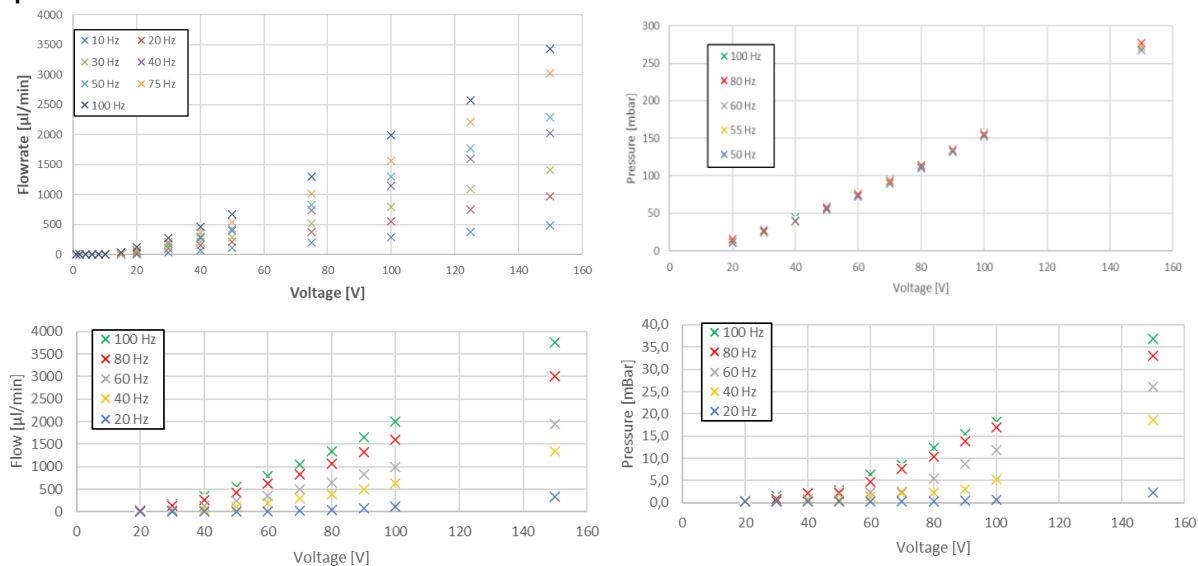 4000
3500
3000
2500
2000
1500
1000
500
0
Flowrate [µl/min]
10 Hz 20 Hz
30 Hz 40 Hz
50 Hz 75 Hz
100 Hz
0 20 40 60 80 100 120 140 160
Voltage [V]
300
250
200
150
100
50
0
Pressure [mbar]
100 Hz
80 Hz
60 Hz
55 Hz
50 Hz
0 20 40 60 80 100 120 140 160
Voltage [V]
4000
3500
3000
2500
2000
1500
1000
500
0
Flow [µl/min]
100 Hz
80 Hz
60 Hz
40 Hz
20 Hz
0 20 40 60 80 100 120 140 160
Voltage [V]
40,0
35,0
30,0
25,0
20,0
15,0
10,0
5,0
0,0
Pressure [mBar]
100 Hz
80 Hz
60 Hz
40 Hz
20 Hz
0 20 40 60 80 100 120 140 160
Voltage [V]